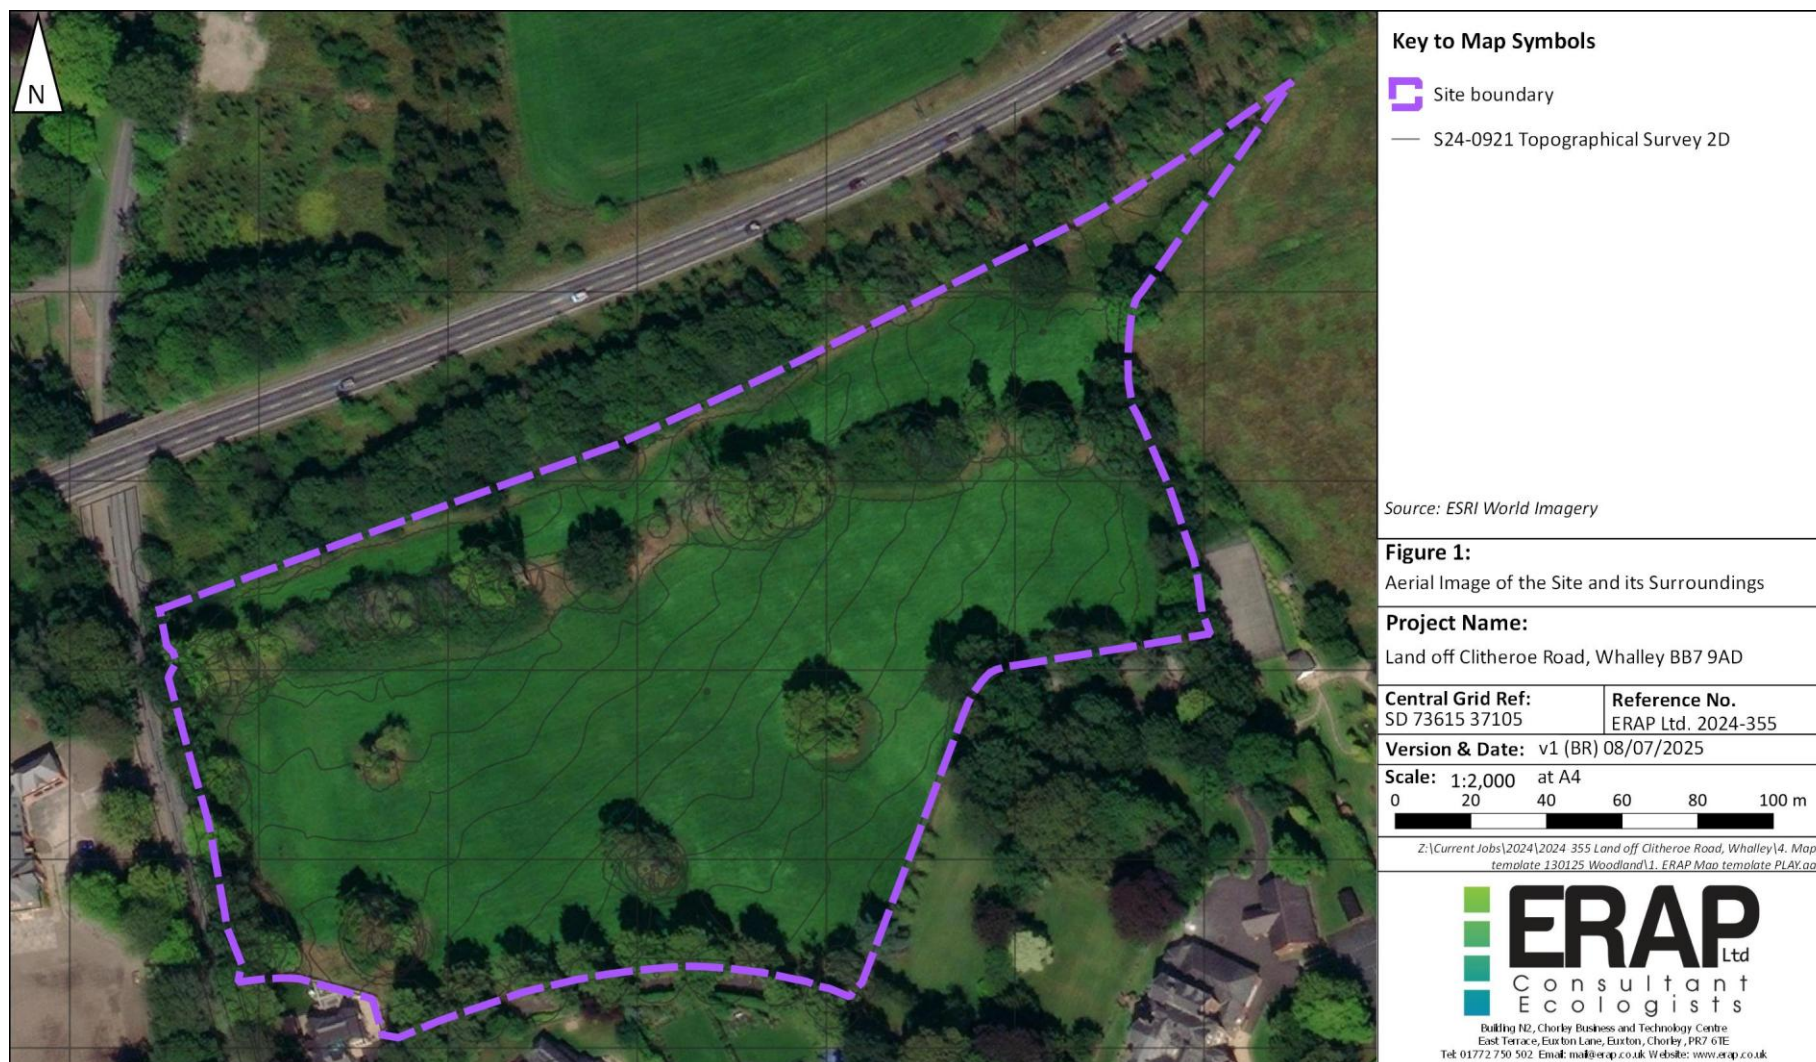 N
Key to Map Symbols
Site boundary
S24-0921 Topographical Survey 2D
Source: ESRI World Imagery
Figure 1:
Aerial Image of the Site and its Surroundings
Project Name:
Land off Clitheroe Road, Whalley BB7 9AD
Central Grid Ref:
SD 73615 37105
Reference No.
ERAP Ltd. 2024-355
Version & Date: v1 (BR) 08/07/2025
Scale: 1:2,000 at A4
0 20 40 60 80 100 m
Z:\Current Jobs\2024\2024 355 Land off Clitheroe Road, Whalley\4. Map
template 130125 Woodland\1. ERAP Map template PLAY.qg
ERAP Ltd
Consultant
Ecologists
Building N2, Chorley Business and Technology Centre
East Terrace, Euxton Lane, Euxton, Chorley, PR7 6TE
Tel: 01772 750 502 Email: mail@erap.co.uk Website: www.erap.co.uk